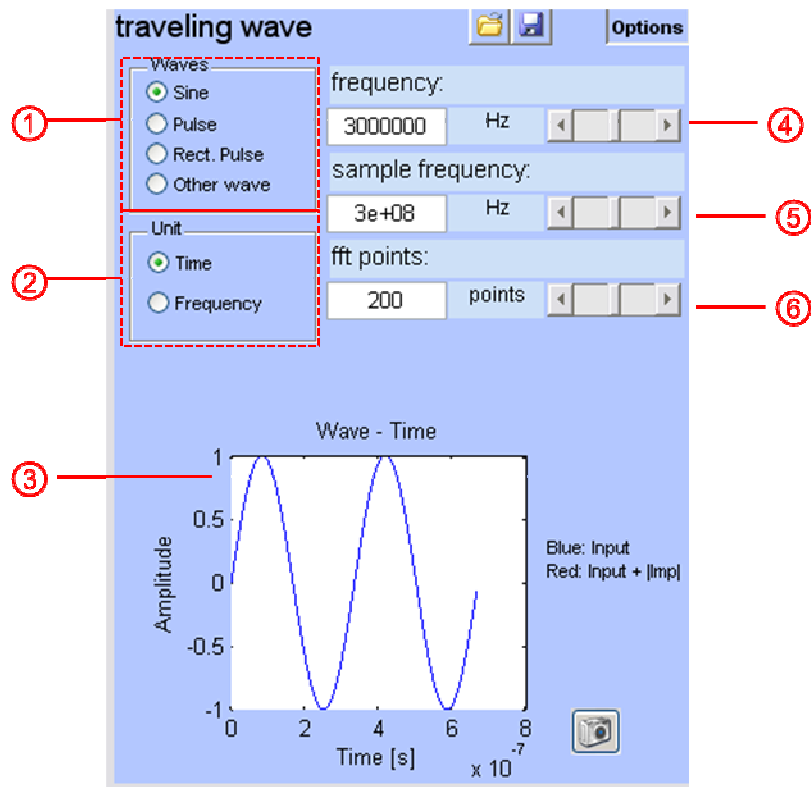 traveling wave
Options
Waves
Sine
Pulse
Rect. Pulse
Other wave
Unit
Time
Frequency
frequency:
3000000 Hz
sample frequency:
3e+08 Hz
fft points:
200 points
①
②
③
④
⑤
⑥
Wave - Time
Amplitude
1
0.5
0
-0.5
-1
0 2 4 6 8
Time [s]
x 10⁻⁷
Blue: Input
Red: Input + |Imp|